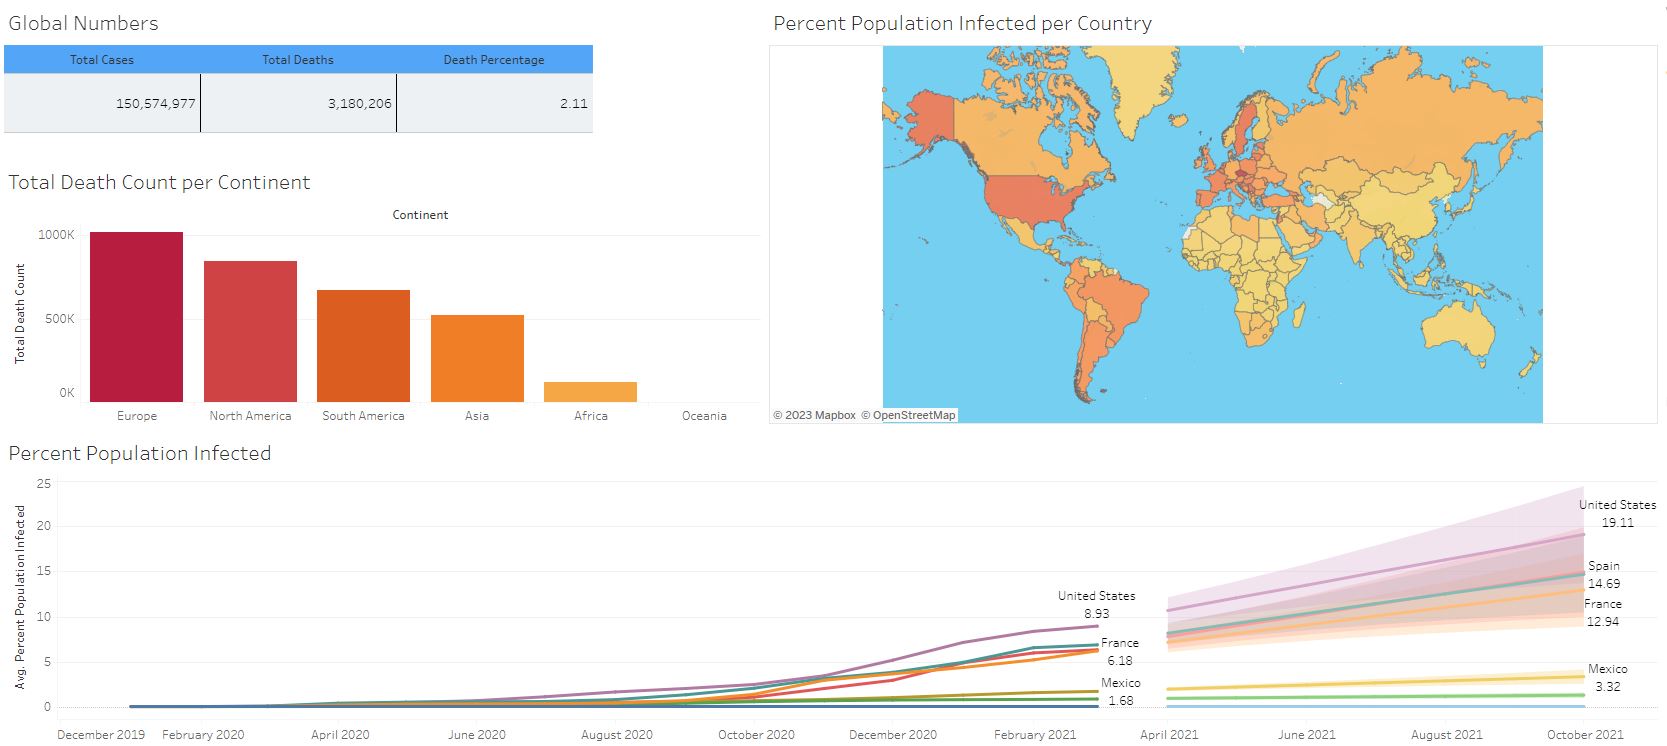 Global Numbers
Total Cases Total Deaths Death Percentage
150,574,977 3,180,206 2.11
Total Death Count per Continent
Continent
Total Death Count
1000K
500K
0K
Europe North America South America Asia Africa Oceania
Percent Population Infected per Country
© 2023 Mapbox © OpenStreetMap
Percent Population Infected
Avg. Percent Population Infected
25
20
15
10
5
0
United States
8.93
France
6.18
Mexico
1.68
United States
19.11
Spain
14.69
France
12.94
Mexico
3.32
December 2019 February 2020 April 2020 June 2020 August 2020 October 2020 December 2020 February 2021 April 2021 June 2021 August 2021 October 2021